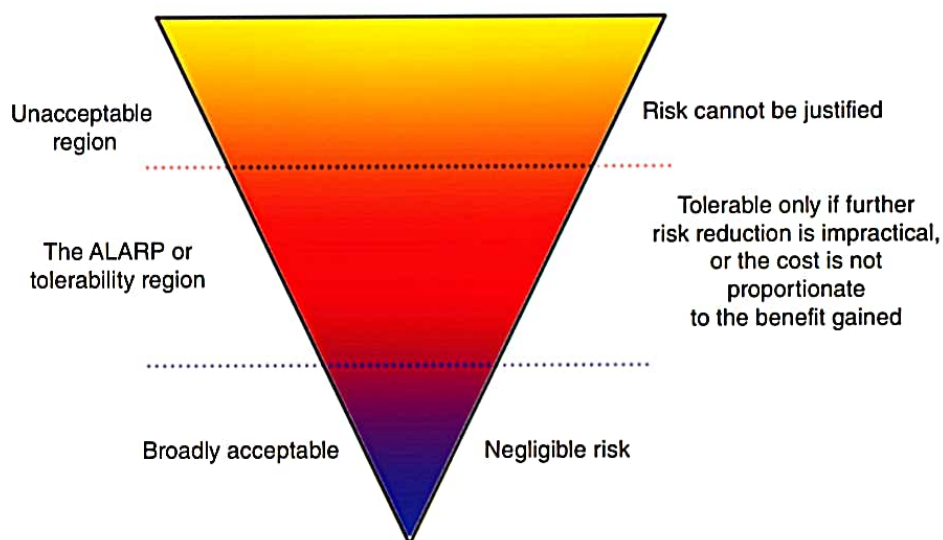 Unacceptable
region
Risk cannot be justified
The ALARP or
tolerability region
Tolerable only if further
risk reduction is impractical,
or the cost is not
proportionate
to the benefit gained
Broadly acceptable
Negligible risk